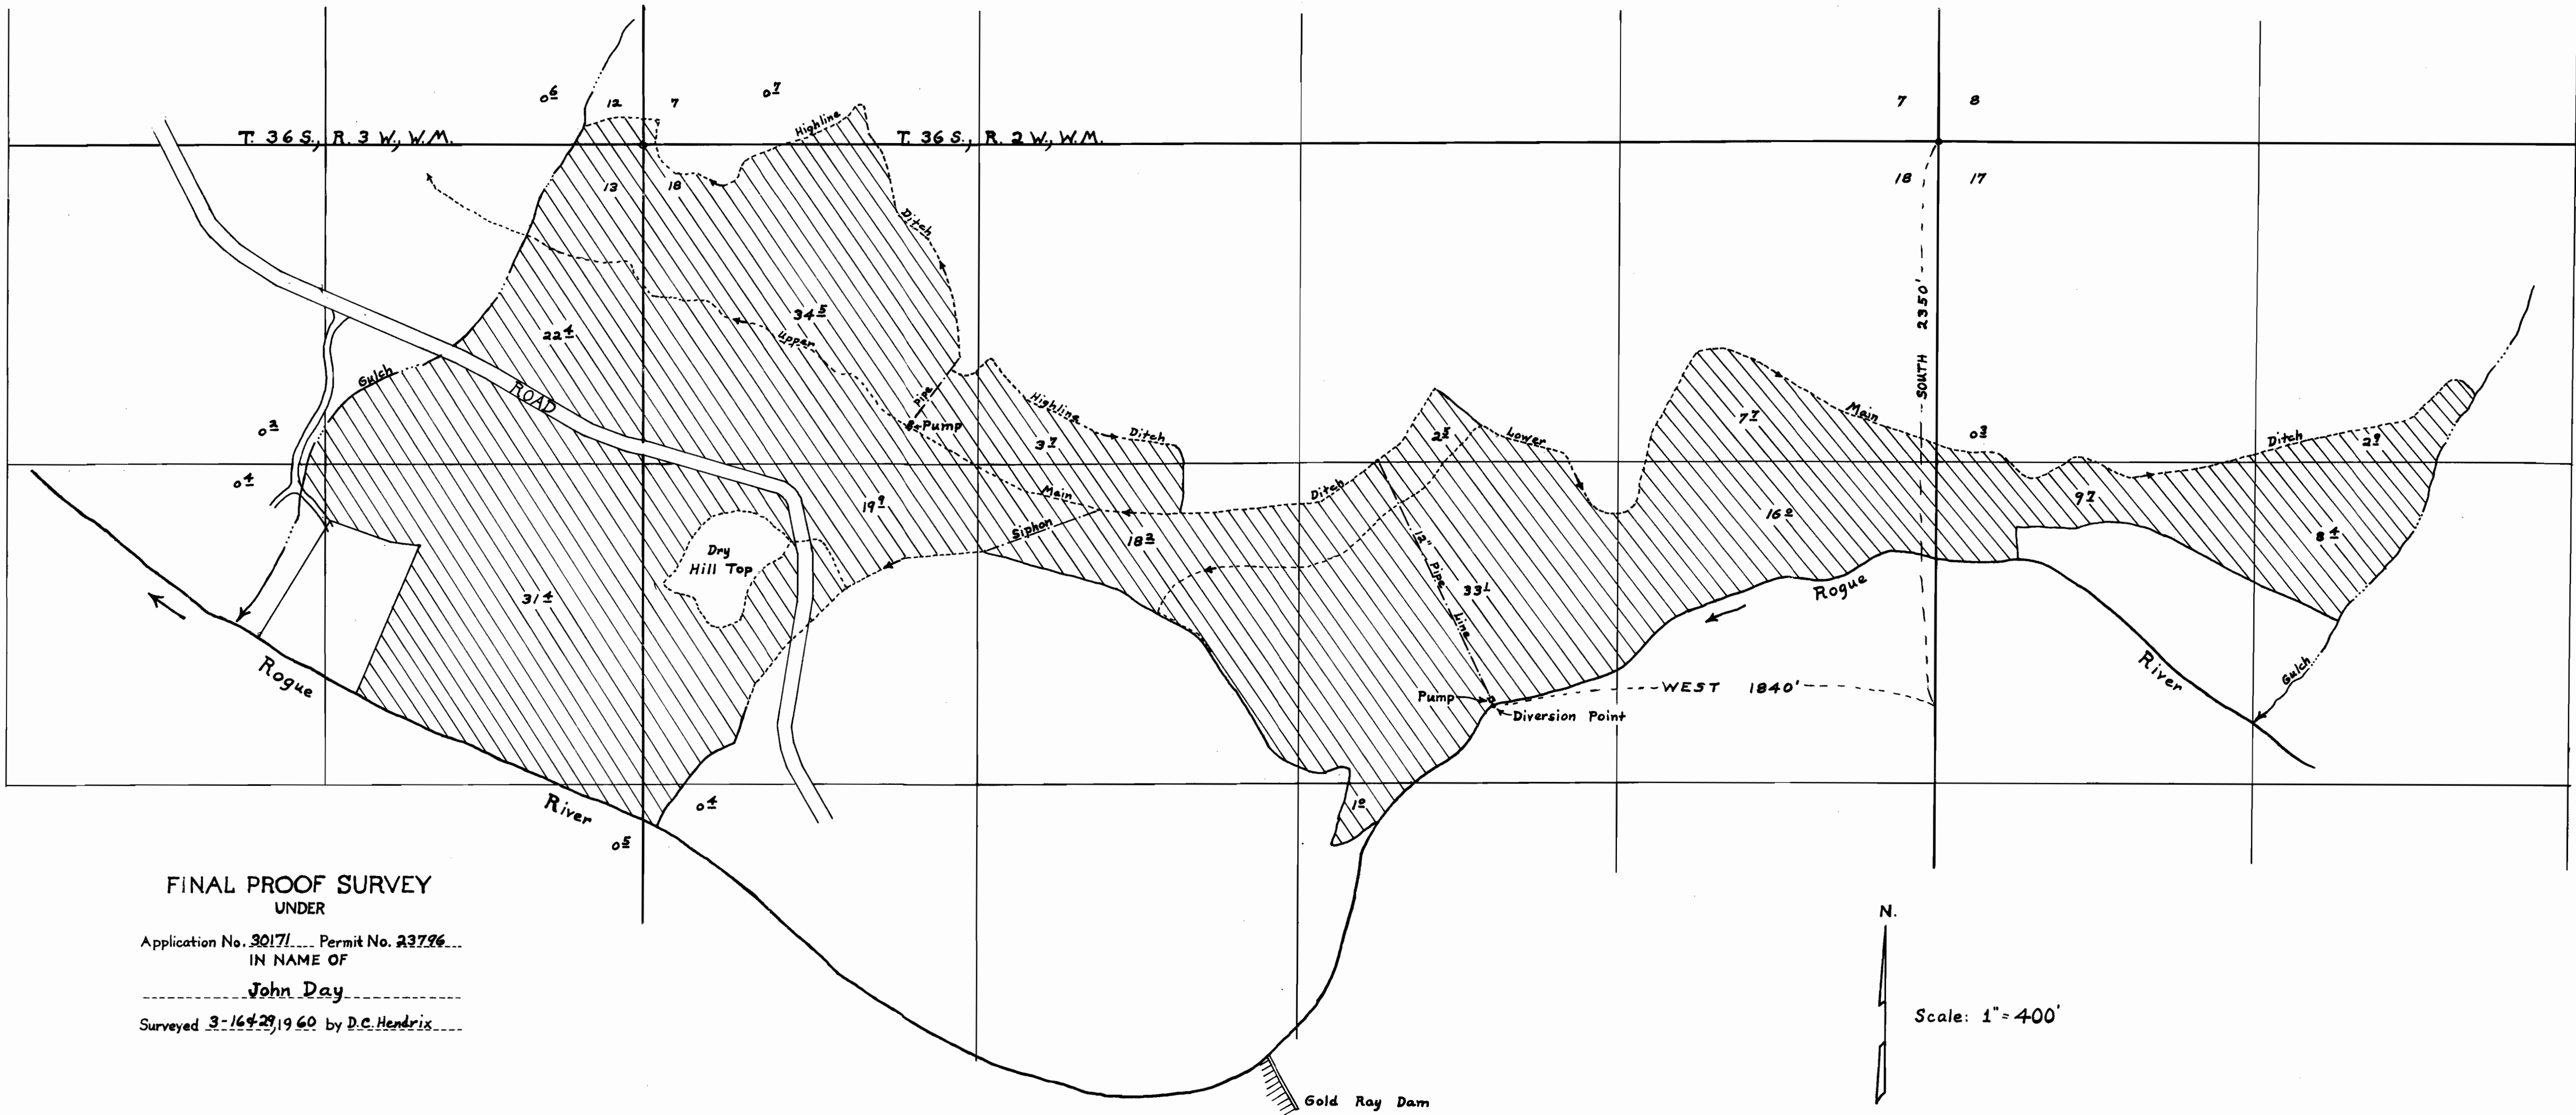 0 6
12
7
0 7
7
8
T. 36 S., R. 3 W., W.M.
T. 36 S., R. 2 W., W.M.
Highline
13
18
18
17
Ditch
SOUTH 2350'
22 4
34 5
Upper
Gulch
ROAD
Pipe
Pump
Highline
Ditch
3 7
2 5
Lower
7 7
Main
0 3
Ditch
2 9
0 4
19 9
Main
Siphon
18 2
Ditch
12"
Pipe
Line
33 1
16 0
9 7
8 4
Dry
Hill Top
31 4
Rogue
Rogue
River
Gulch
Pump
WEST 1840'
Diversion Point
River
0 4
0 5
1 0
FINAL PROOF SURVEY
UNDER
Application No. 30171 Permit No. 23796
IN NAME OF
John Day
Surveyed 3-16&29, 1960 by D.C. Hendrix
N.
Scale: 1" = 400'
Gold Ray Dam